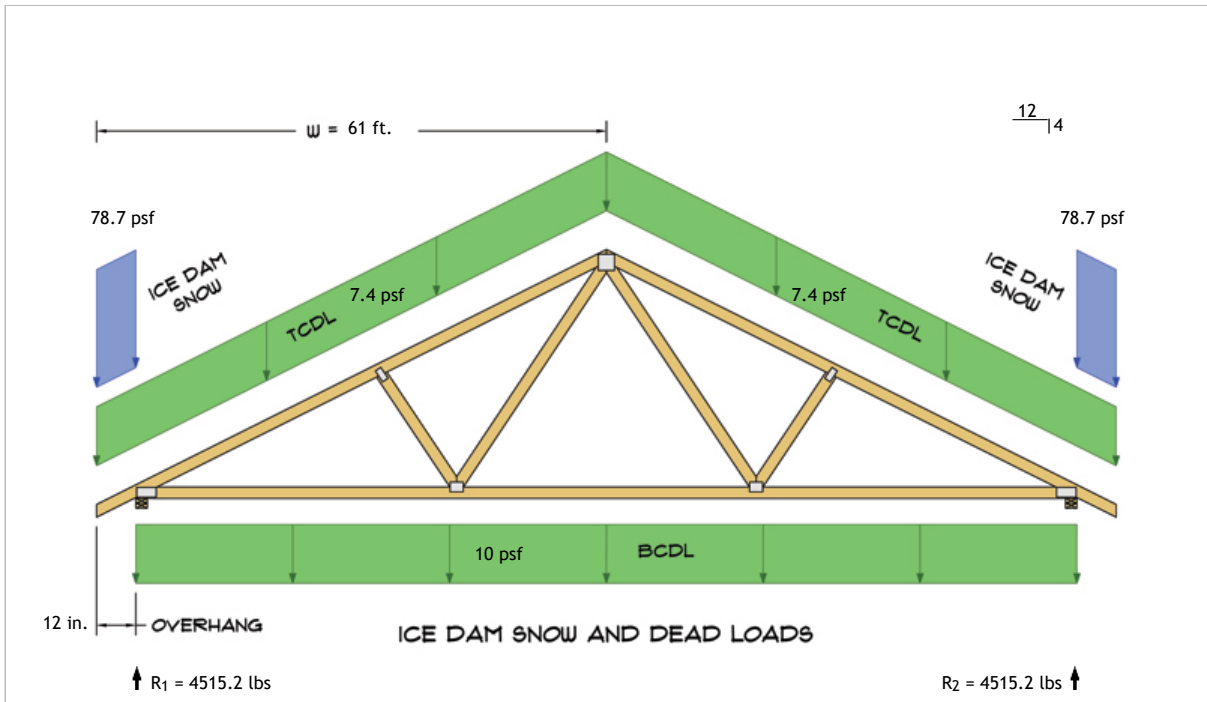 W = 61 ft.
12
4
78.7 psf
78.7 psf
ICE DAM
SNOW
ICE DAM
SNOW
7.4 psf
7.4 psf
TCDL
TCDL
10 psf
BCDL
12 in.
OVERHANG
ICE DAM SNOW AND DEAD LOADS
R1 = 4515.2 lbs
R2 = 4515.2 lbs